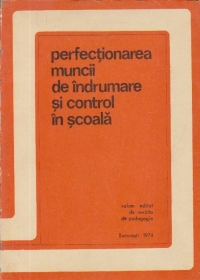 perfecționarea
muncii
de îndrumare
și control
în școală
volum editat
de revista
de pedagogie
București 1974